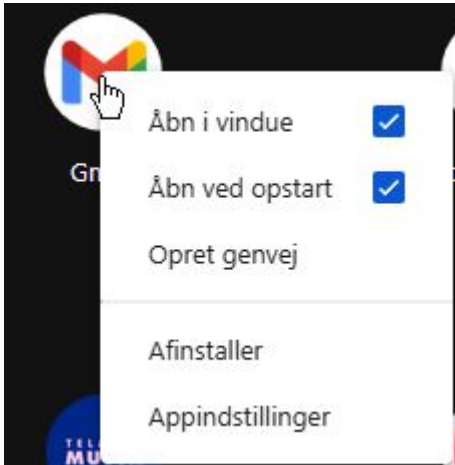 Åbn i vindue
Åbn ved opstart
Opret genvej
Afinstaller
Appindstillinger